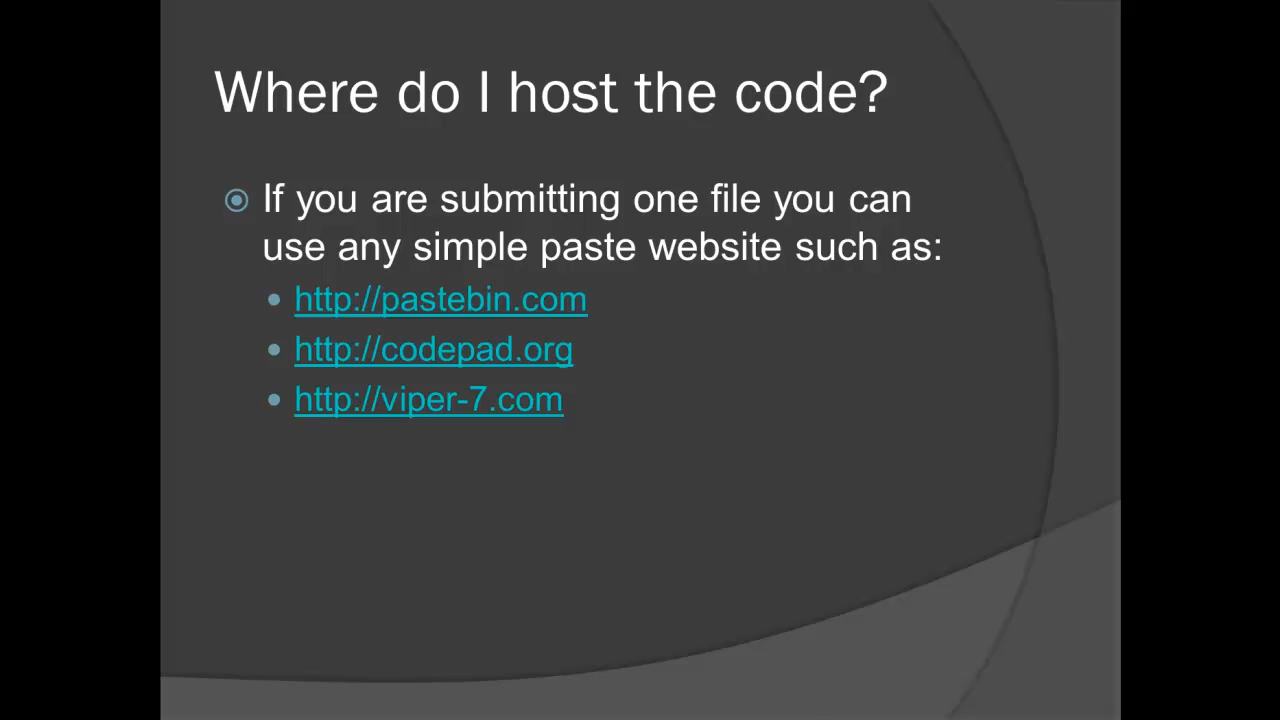 Where do I host the code?
If you are submitting one file you can
use any simple paste website such as:
http://pastebin.com
http://codepad.org
http://viper-7.com